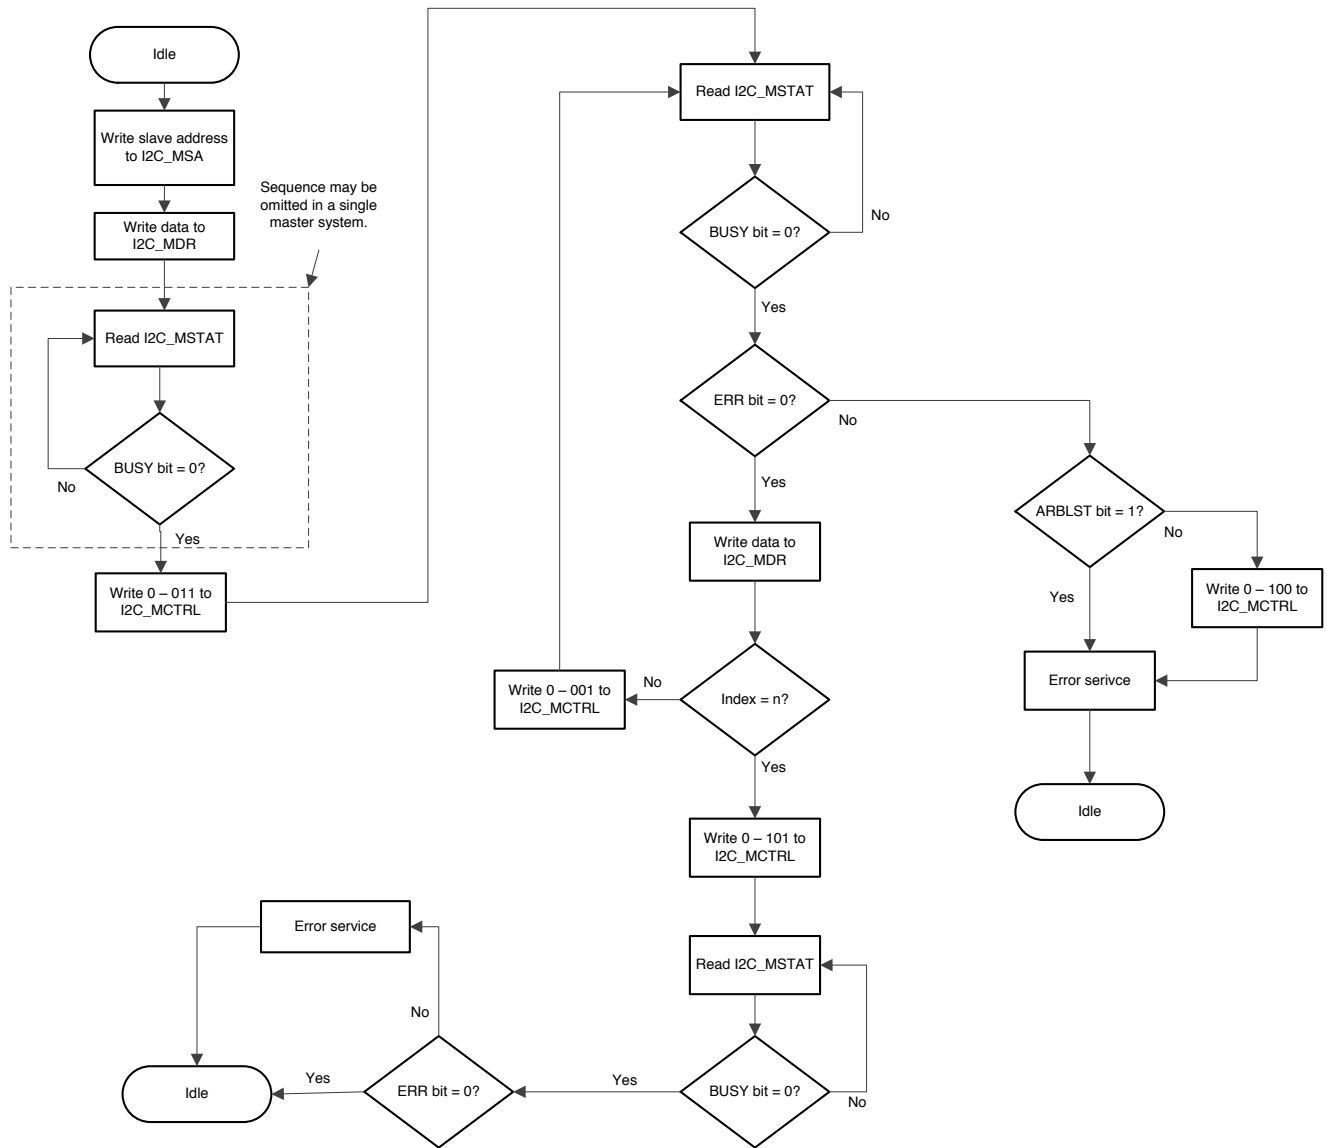 Idle
Write slave address
to I2C_MSA
Write data to
I2C_MDR
Sequence may be
omitted in a single
master system.
Read I2C_MSTAT
BUSY bit = 0?
No
Yes
Write 0 – 011 to
I2C_MCTRL
Read I2C_MSTAT
BUSY bit = 0?
No
Yes
ERR bit = 0?
No
Yes
Write data to
I2C_MDR
Index = n?
No
Write 0 – 001 to
I2C_MCTRL
Yes
Write 0 – 101 to
I2C_MCTRL
Read I2C_MSTAT
BUSY bit = 0?
No
Yes
ERR bit = 0?
No
Error service
Yes
Idle
ARBLST bit = 1?
No
Write 0 – 100 to
I2C_MCTRL
Yes
Error serivce
Idle